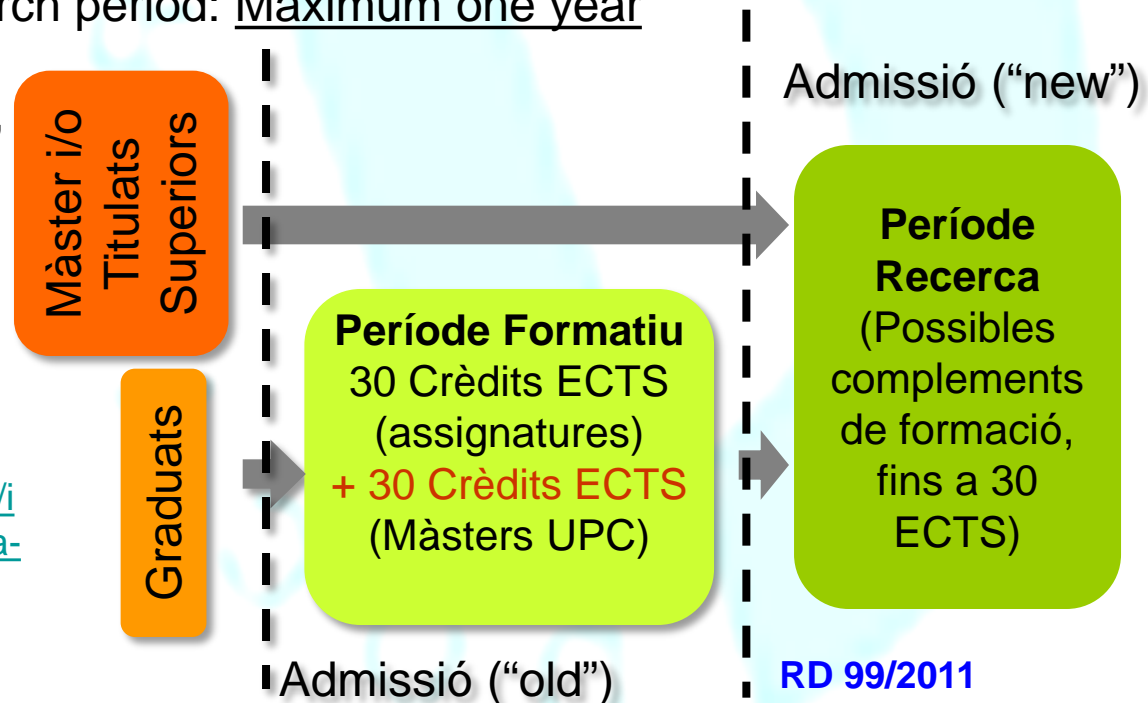 rch period: Maximum one year
Admissió (“new”)
Màster i/o
Titulats
Superiors
Període
Recerca
(Possibles
complements
de formació,
fins a 30
ECTS)
Període Formatiu
30 Crèdits ECTS
(assignatures)
+ 30 Crèdits ECTS
(Màsters UPC)
Graduats
/i
a-
Admissió (“old”)
RD 99/2011